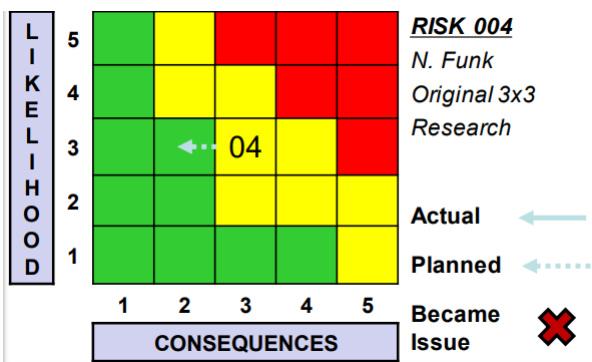 LIKELIHOOD
5
4
3
2
1
04
1 2 3 4 5
CONSEQUENCES
RISK 004
N. Funk
Original 3x3
Research
Actual
Planned
Became
Issue